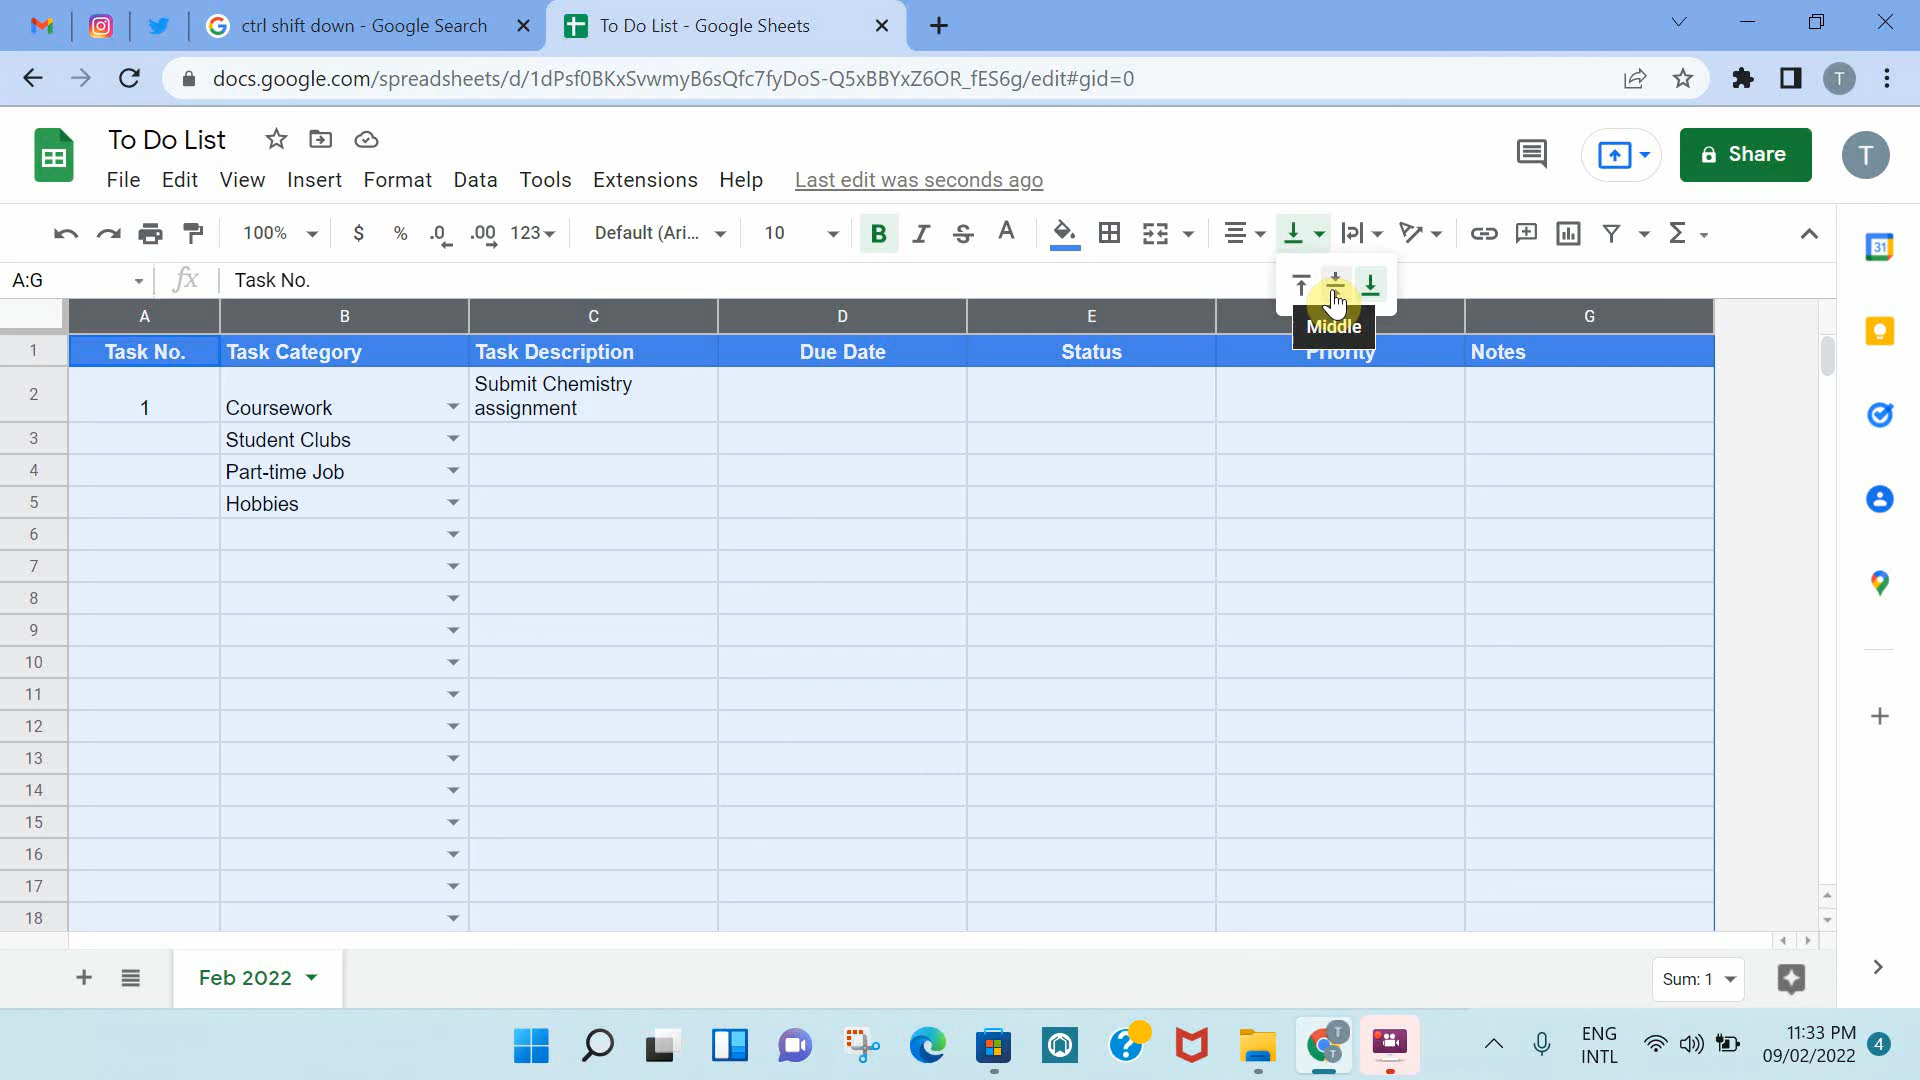 ctrl shift down - Google Search
To Do List - Google Sheets
docs.google.com/spreadsheets/d/1dPsf0BKxSvwmyB6sQfc7fyDoS-Q5xBBYxZ6OR_fES6g/edit#gid=0
T
To Do List
Share
T
File Edit View Insert Format Data Tools Extensions Help Last edit was seconds ago
100% $ % .0 .00 123 Default (Ari... 10 B I S A
31
A:G fx Task No.
Middle
A B C D E G
1 Task No. Task Category Task Description Due Date Status Priority Notes
2 1 Coursework Submit Chemistry
assignment
3 Student Clubs
4 Part-time Job
5 Hobbies
6
7
8
9
10
11
12
13
14
15
16
17
18
Feb 2022
Sum: 1
T
T
ENG
INTL
11:33 PM
09/02/2022
4